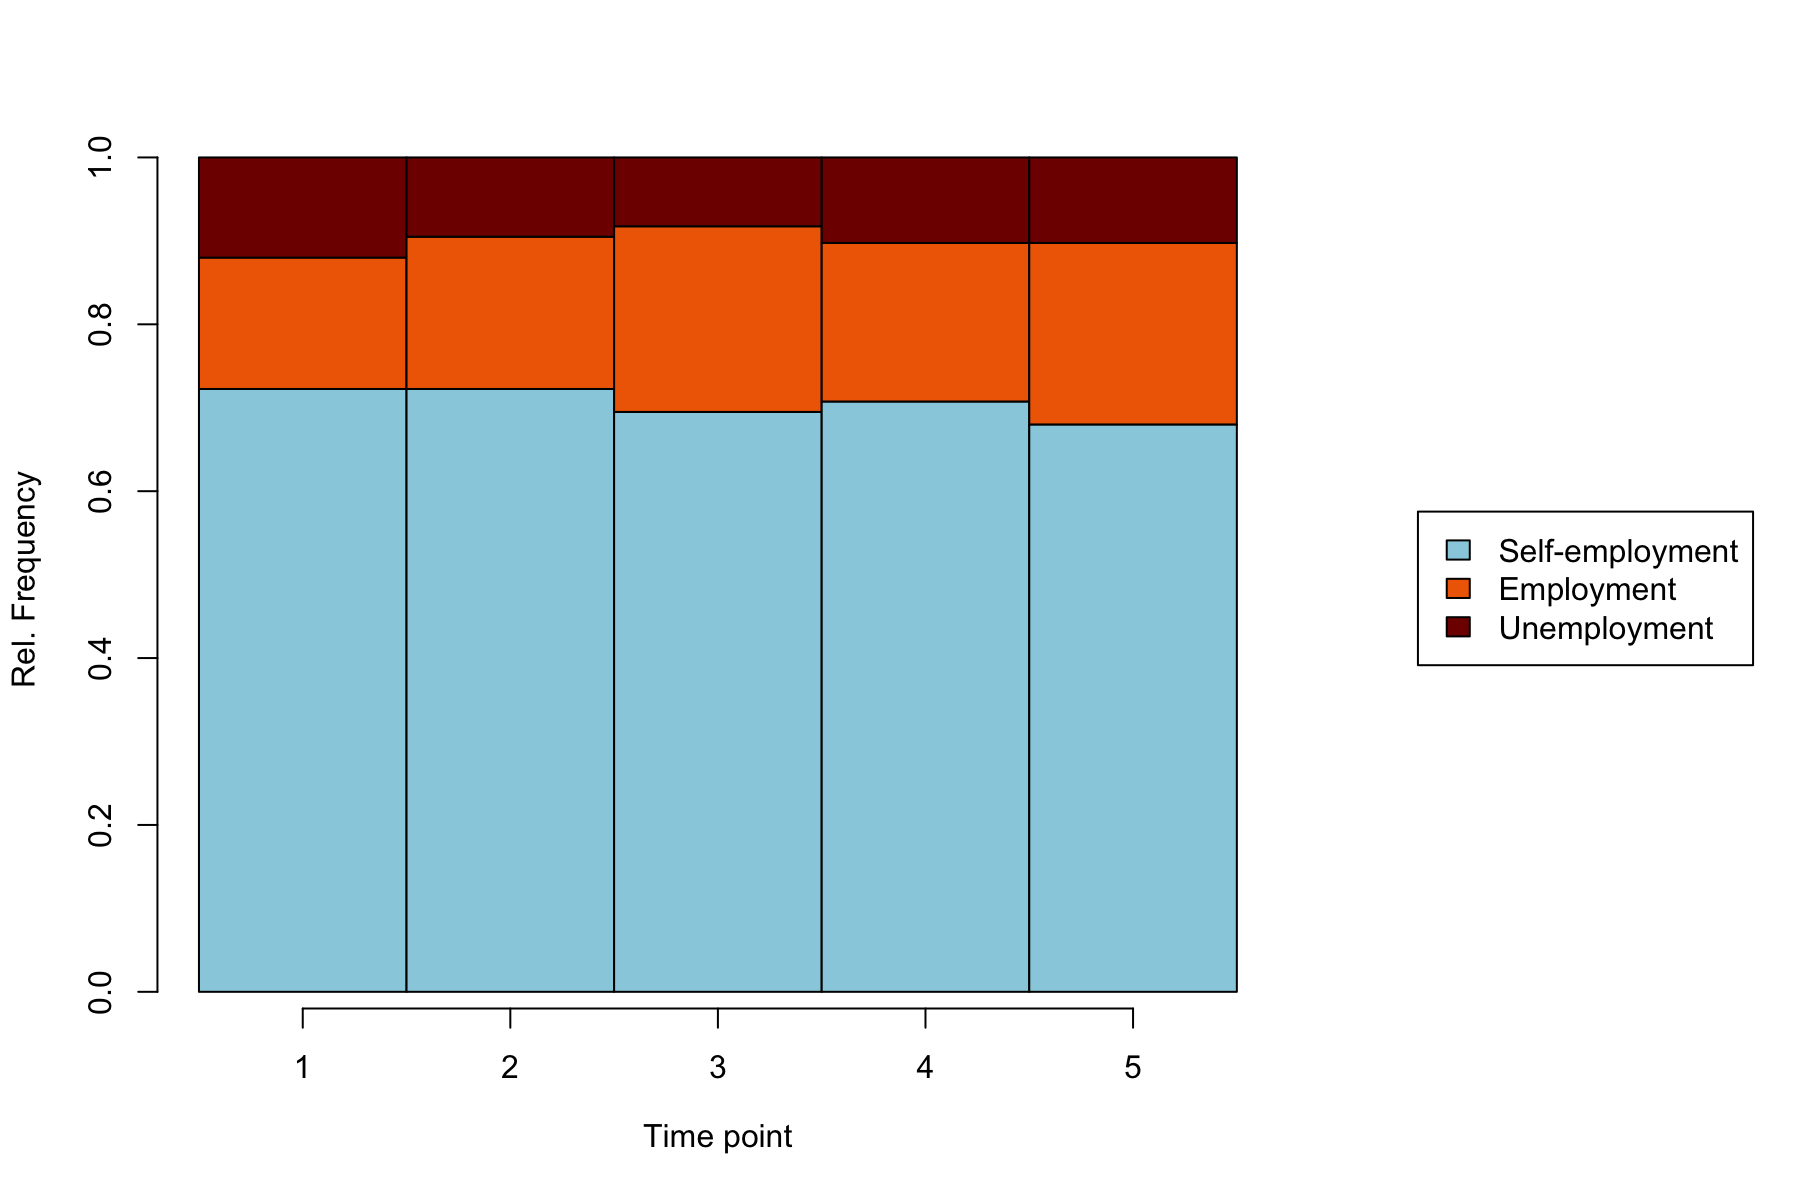 Rel. Frequency
1.0
0.8
0.6
0.4
0.2
0.0
1 2 3 4 5
Time point
Self-employment
Employment
Unemployment